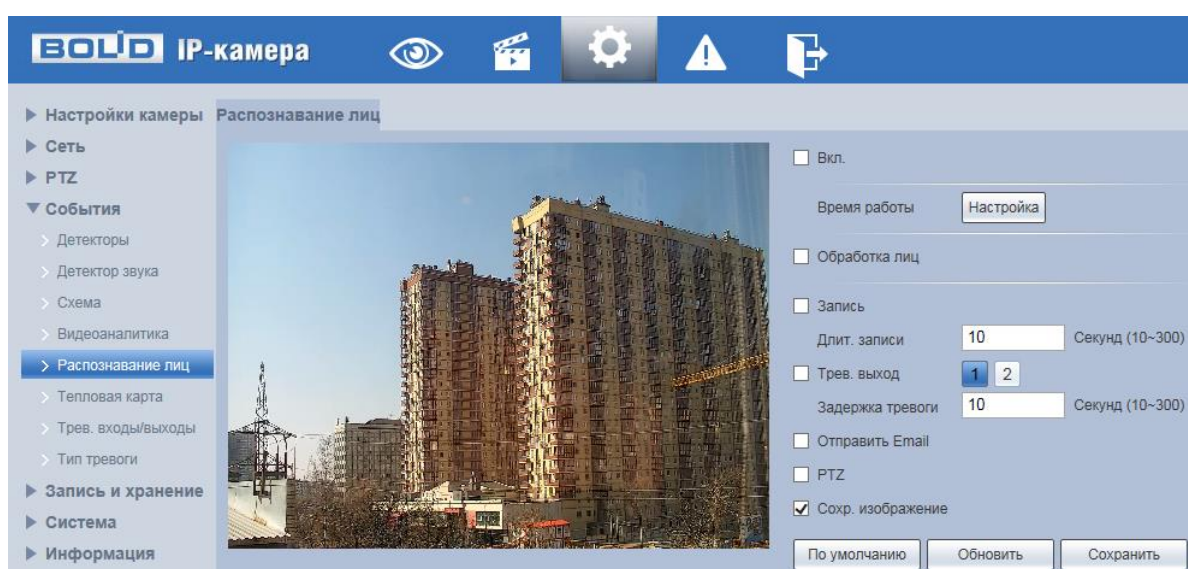 BOLID IP-камера
Настройки камеры
Сеть
PTZ
События
Детекторы
Детектор звука
Схема
Видеоаналитика
Распознавание лиц
Тепловая карта
Трев. входы/выходы
Тип тревоги
Запись и хранение
Система
Информация
Распознавание лиц
Вкл.
Время работы Настройка
Обработка лиц
Запись
Длит. записи 10 Секунд (10~300)
Трев. выход 1 2
Задержка тревоги 10 Секунд (10~300)
Отправить Email
PTZ
Сохр. изображение
По умолчанию Обновить Сохранить